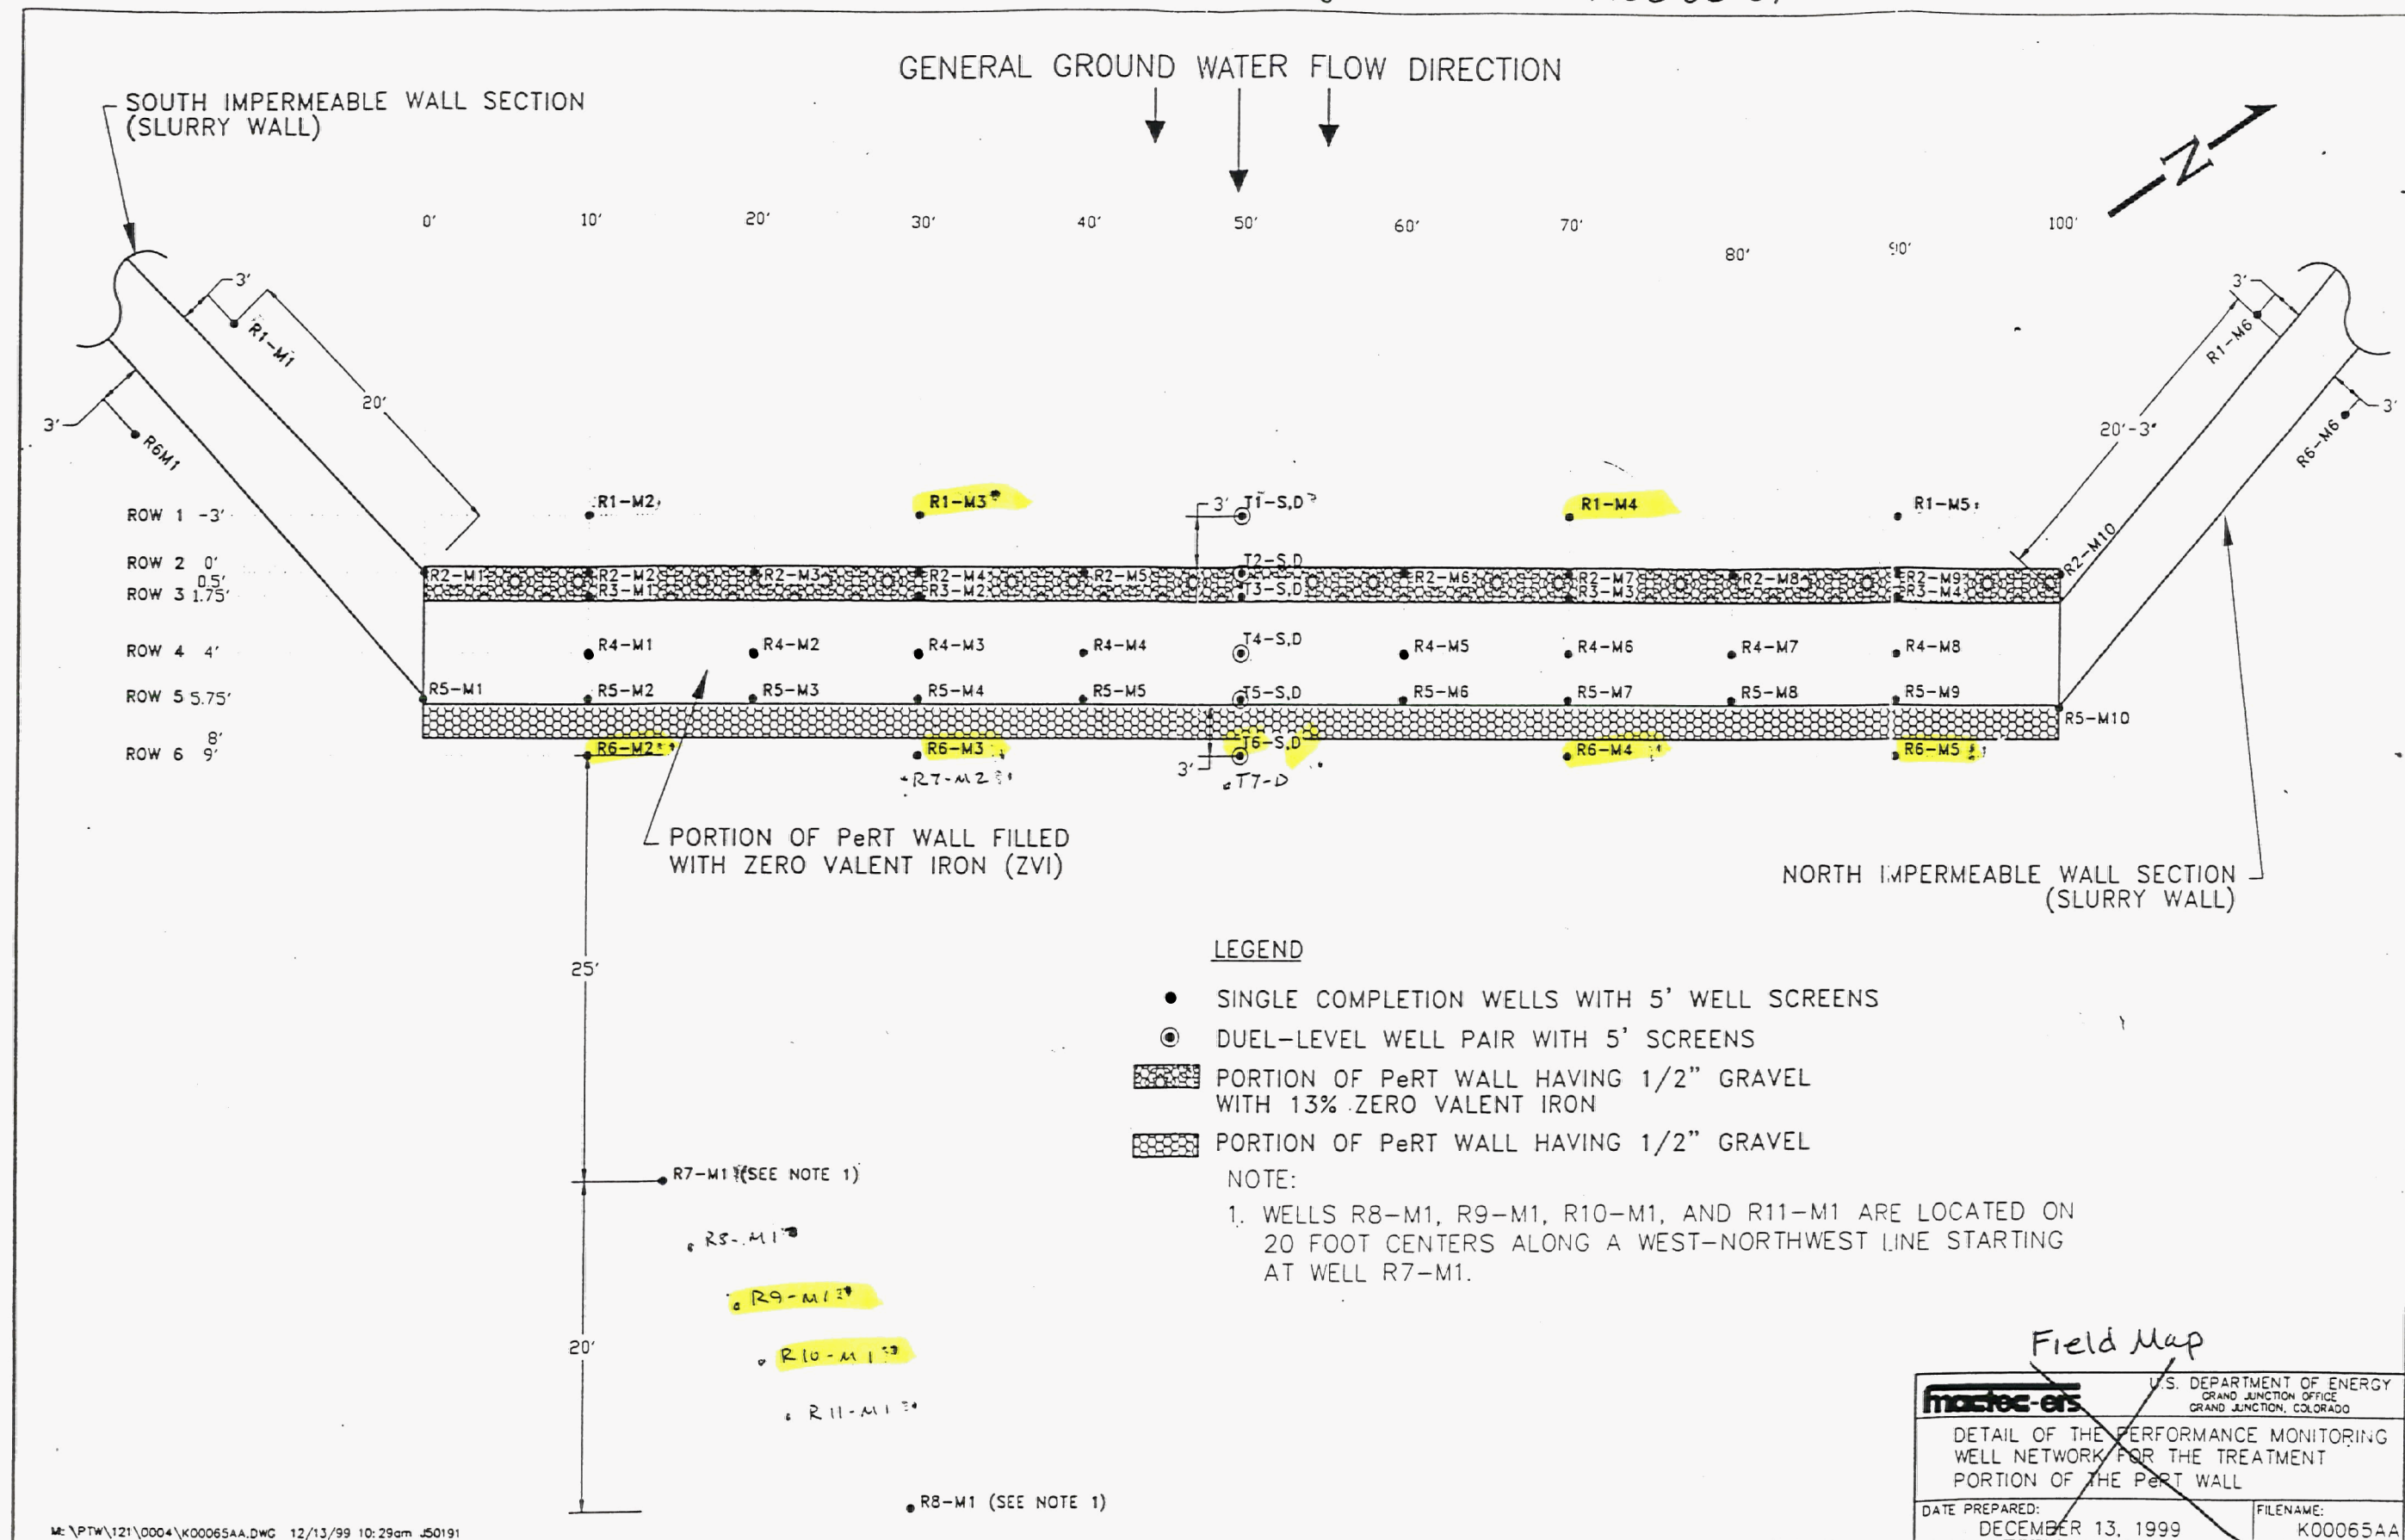 GENERAL GROUND WATER FLOW DIRECTION
SOUTH IMPERMEABLE WALL SECTION
(SLURRY WALL)
N
0' 10' 20' 30' 40' 50' 60' 70' 80' 90' 100'
3'
R1-M1
20'
3'
R6M1
3'
R1-M6
20'-3"
3'
R6-M6
ROW 1 -3'
R1-M2
R1-M3
3'
T1-S,D
R1-M4
R1-M5
ROW 2 0'
0.5'
T2-S,D
R2-M1 R2-M2 R2-M3 R2-M4 R2-M5 R2-M6 R2-M7 R2-M8 R2-M9 R2-M10
ROW 3 1.75'
R3-M1 R3-M2 T3-S,D R3-M3 R3-M4
ROW 4 4'
R4-M1 R4-M2 R4-M3 R4-M4 T4-S,D R4-M5 R4-M6 R4-M7 R4-M8
ROW 5 5.75'
R5-M1 R5-M2 R5-M3 R5-M4 R5-M5 T5-S,D R5-M6 R5-M7 R5-M8 R5-M9 R5-M10
8'
ROW 6 9'
R6-M2 R6-M3 T6-S,D R6-M4 R6-M5
3'
R7-M2
T7-D
PORTION OF PeRT WALL FILLED
WITH ZERO VALENT IRON (ZVI)
NORTH IMPERMEABLE WALL SECTION
(SLURRY WALL)
25'
LEGEND
SINGLE COMPLETION WELLS WITH 5' WELL SCREENS
DUEL-LEVEL WELL PAIR WITH 5' SCREENS
PORTION OF PeRT WALL HAVING 1/2" GRAVEL
WITH 13% ZERO VALENT IRON
PORTION OF PeRT WALL HAVING 1/2" GRAVEL
NOTE:
1. WELLS R8-M1, R9-M1, R10-M1, AND R11-M1 ARE LOCATED ON
20 FOOT CENTERS ALONG A WEST-NORTHWEST LINE STARTING
AT WELL R7-M1.
R7-M1 (SEE NOTE 1)
R8-M1
R9-M1
20'
R10-M1
R11-M1
R8-M1 (SEE NOTE 1)
Field Map
mactec-ers
U.S. DEPARTMENT OF ENERGY
GRAND JUNCTION OFFICE
GRAND JUNCTION, COLORADO
DETAIL OF THE PERFORMANCE MONITORING
WELL NETWORK FOR THE TREATMENT
PORTION OF THE PeRT WALL
DATE PREPARED:
DECEMBER 13, 1999
FILENAME:
K00065AA
M:\PTW\121\0004\K00065AA.DWG 12/13/99 10:29am J50191